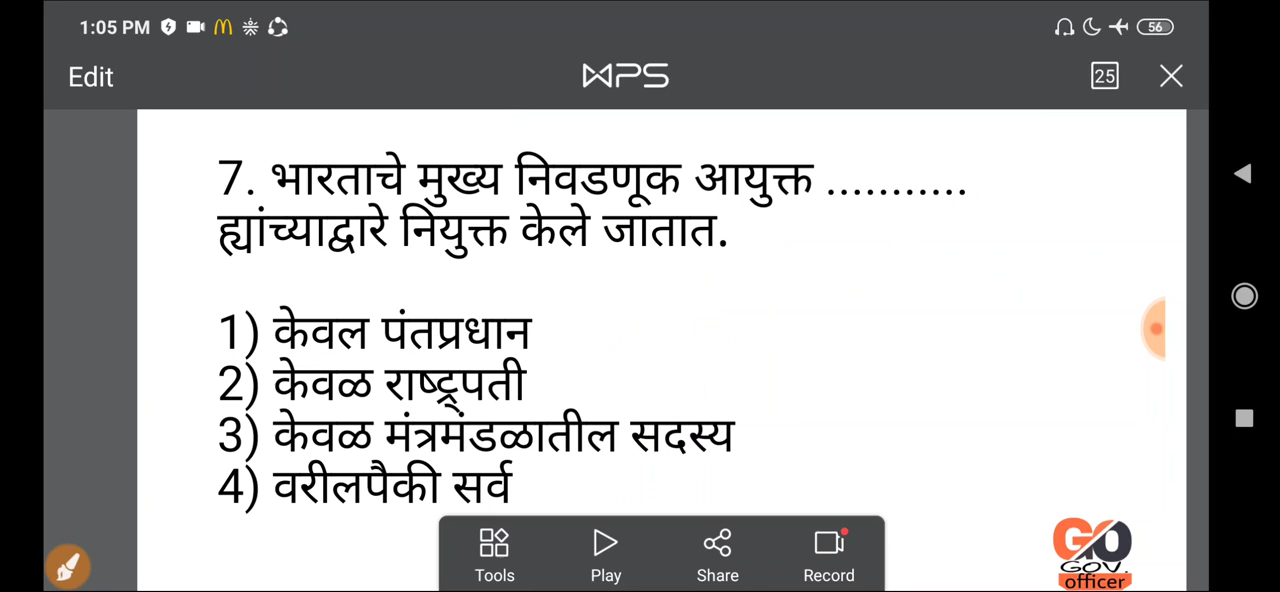 1:05 PM 56
Edit WPS 25
7. भारताचे मुख्य निवडणूक आयुक्त ...........
ह्यांच्याद्वारे नियुक्त केले जातात.
1) केवल पंतप्रधान
2) केवळ राष्ट्रपती
3) केवळ मंत्रमंडळातील सदस्य
4) वरीलपैकी सर्व
Tools Play Share Record
GO
GOV.
officer